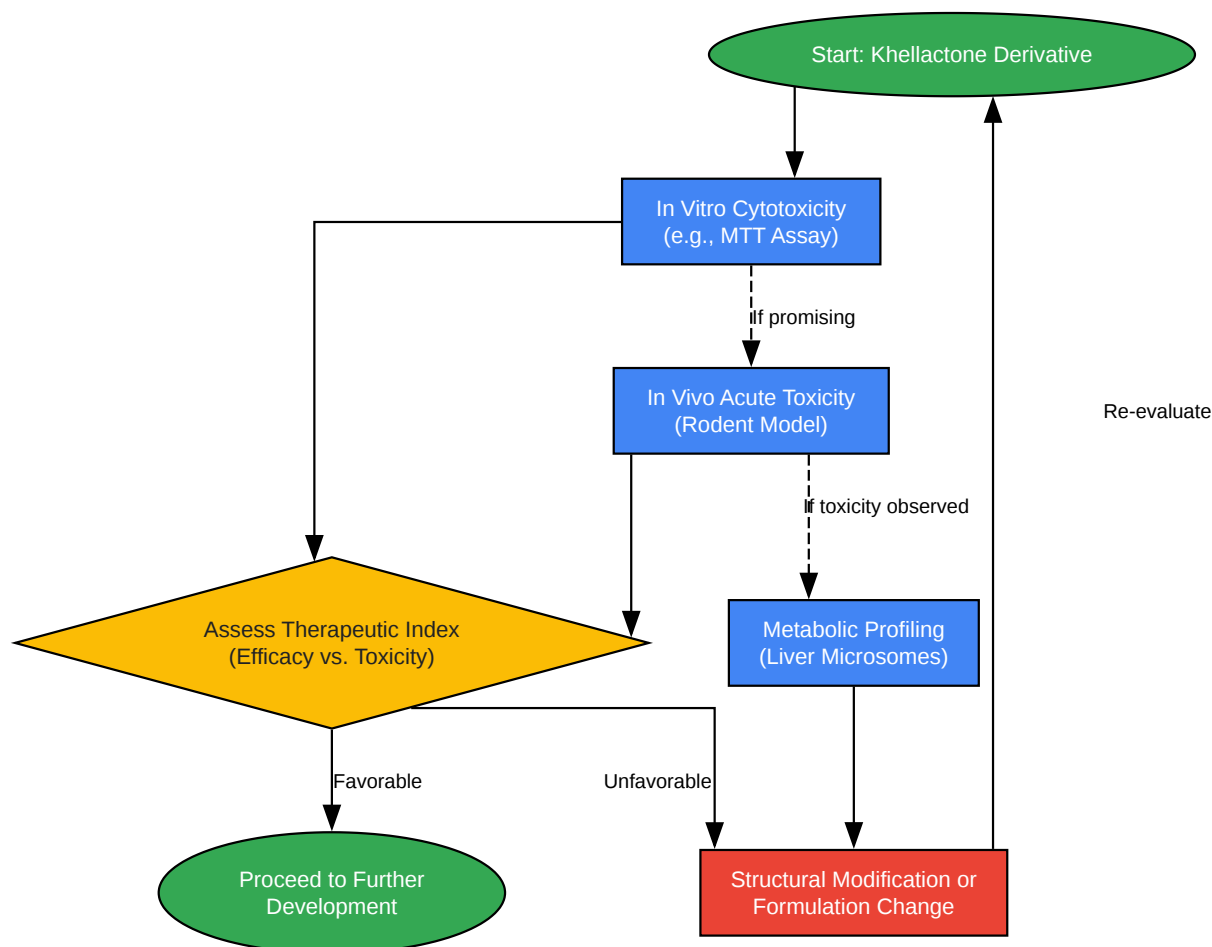 Start: Khellactone Derivative
In Vitro Cytotoxicity
(e.g., MTT Assay)
If promising
In Vivo Acute Toxicity
(Rodent Model)
Re-evaluate
If toxicity observed
Assess Therapeutic Index
(Efficacy vs. Toxicity)
Metabolic Profiling
(Liver Microsomes)
Favorable
Unfavorable
Proceed to Further
Development
Structural Modification or
Formulation Change